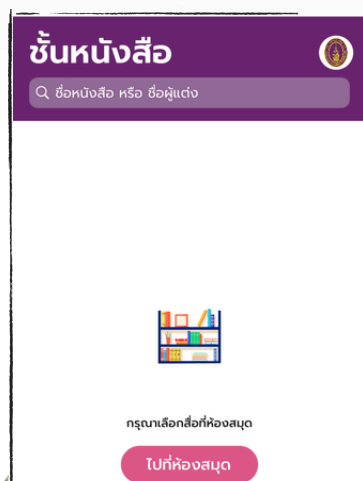 ชั้นหนังสือ
ชื่อหนังสือ หรือ ชื่อผู้แต่ง
กรุณาเลือกสื่อที่ห้องสมุด
ไปที่ห้องสมุด